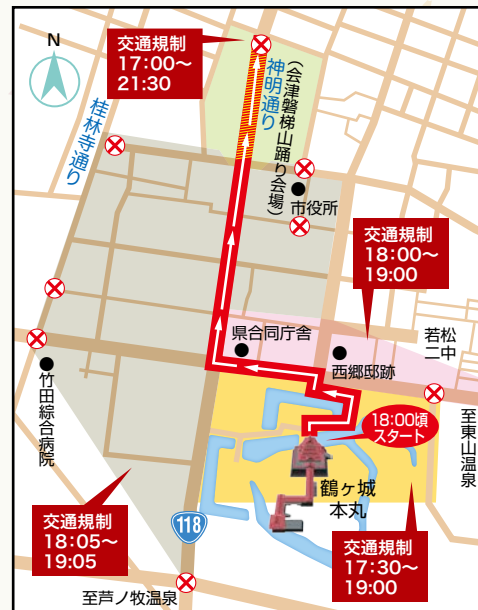 N
交通規制
17:00〜
21:30
神明通り
（会津磐梯山踊り会場）
桂林寺通り
市役所
交通規制
18:00〜
19:00
県合同庁舎
西郷邸跡
若松
二中
竹田綜合病院
18:00頃
スタート
至東山温泉
鶴ヶ城
本丸
118
交通規制
18:05〜
19:05
交通規制
17:30〜
19:00
至芦ノ牧温泉